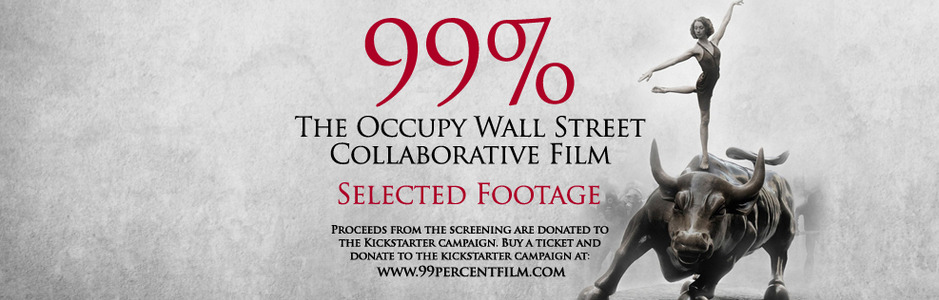 99%
The Occupy Wall Street
Collaborative Film
Selected Footage
Proceeds from the screening are donated to
the Kickstarter campaign. Buy a ticket and
donate to the kickstarter campaign at:
www.99percentfilm.com